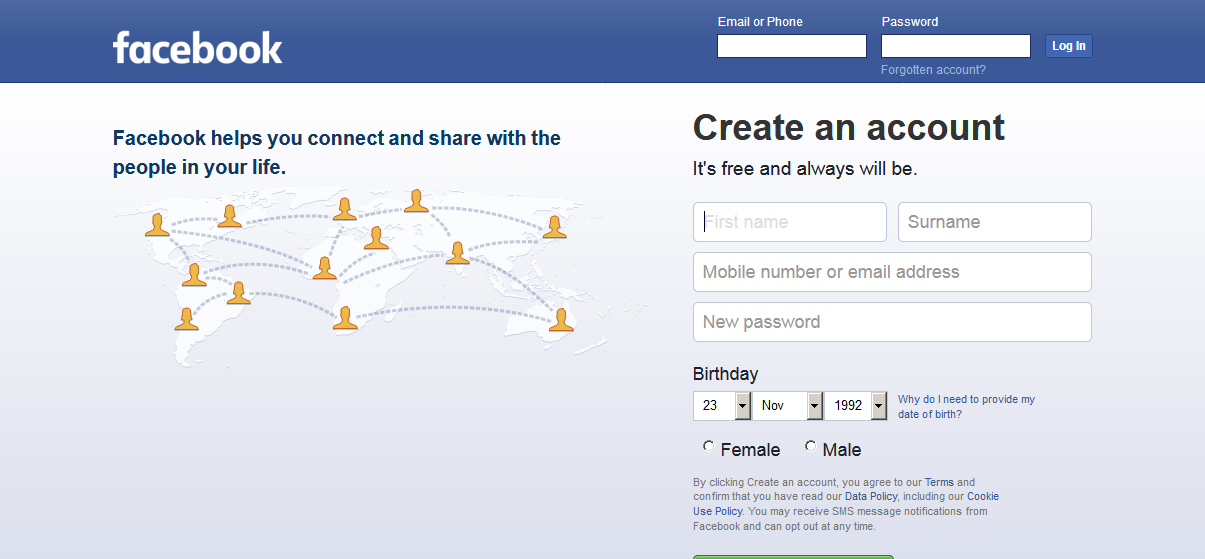 facebook
Email or Phone
Password
Log In
Forgotten account?
Facebook helps you connect and share with the
people in your life.
Create an account
It's free and always will be.
First name
Surname
Mobile number or email address
New password
Birthday
23
Nov
1992
Why do I need to provide my
date of birth?
Female
Male
By clicking Create an account, you agree to our Terms and
confirm that you have read our Data Policy, including our Cookie
Use Policy. You may receive SMS message notifications from
Facebook and can opt out at any time.